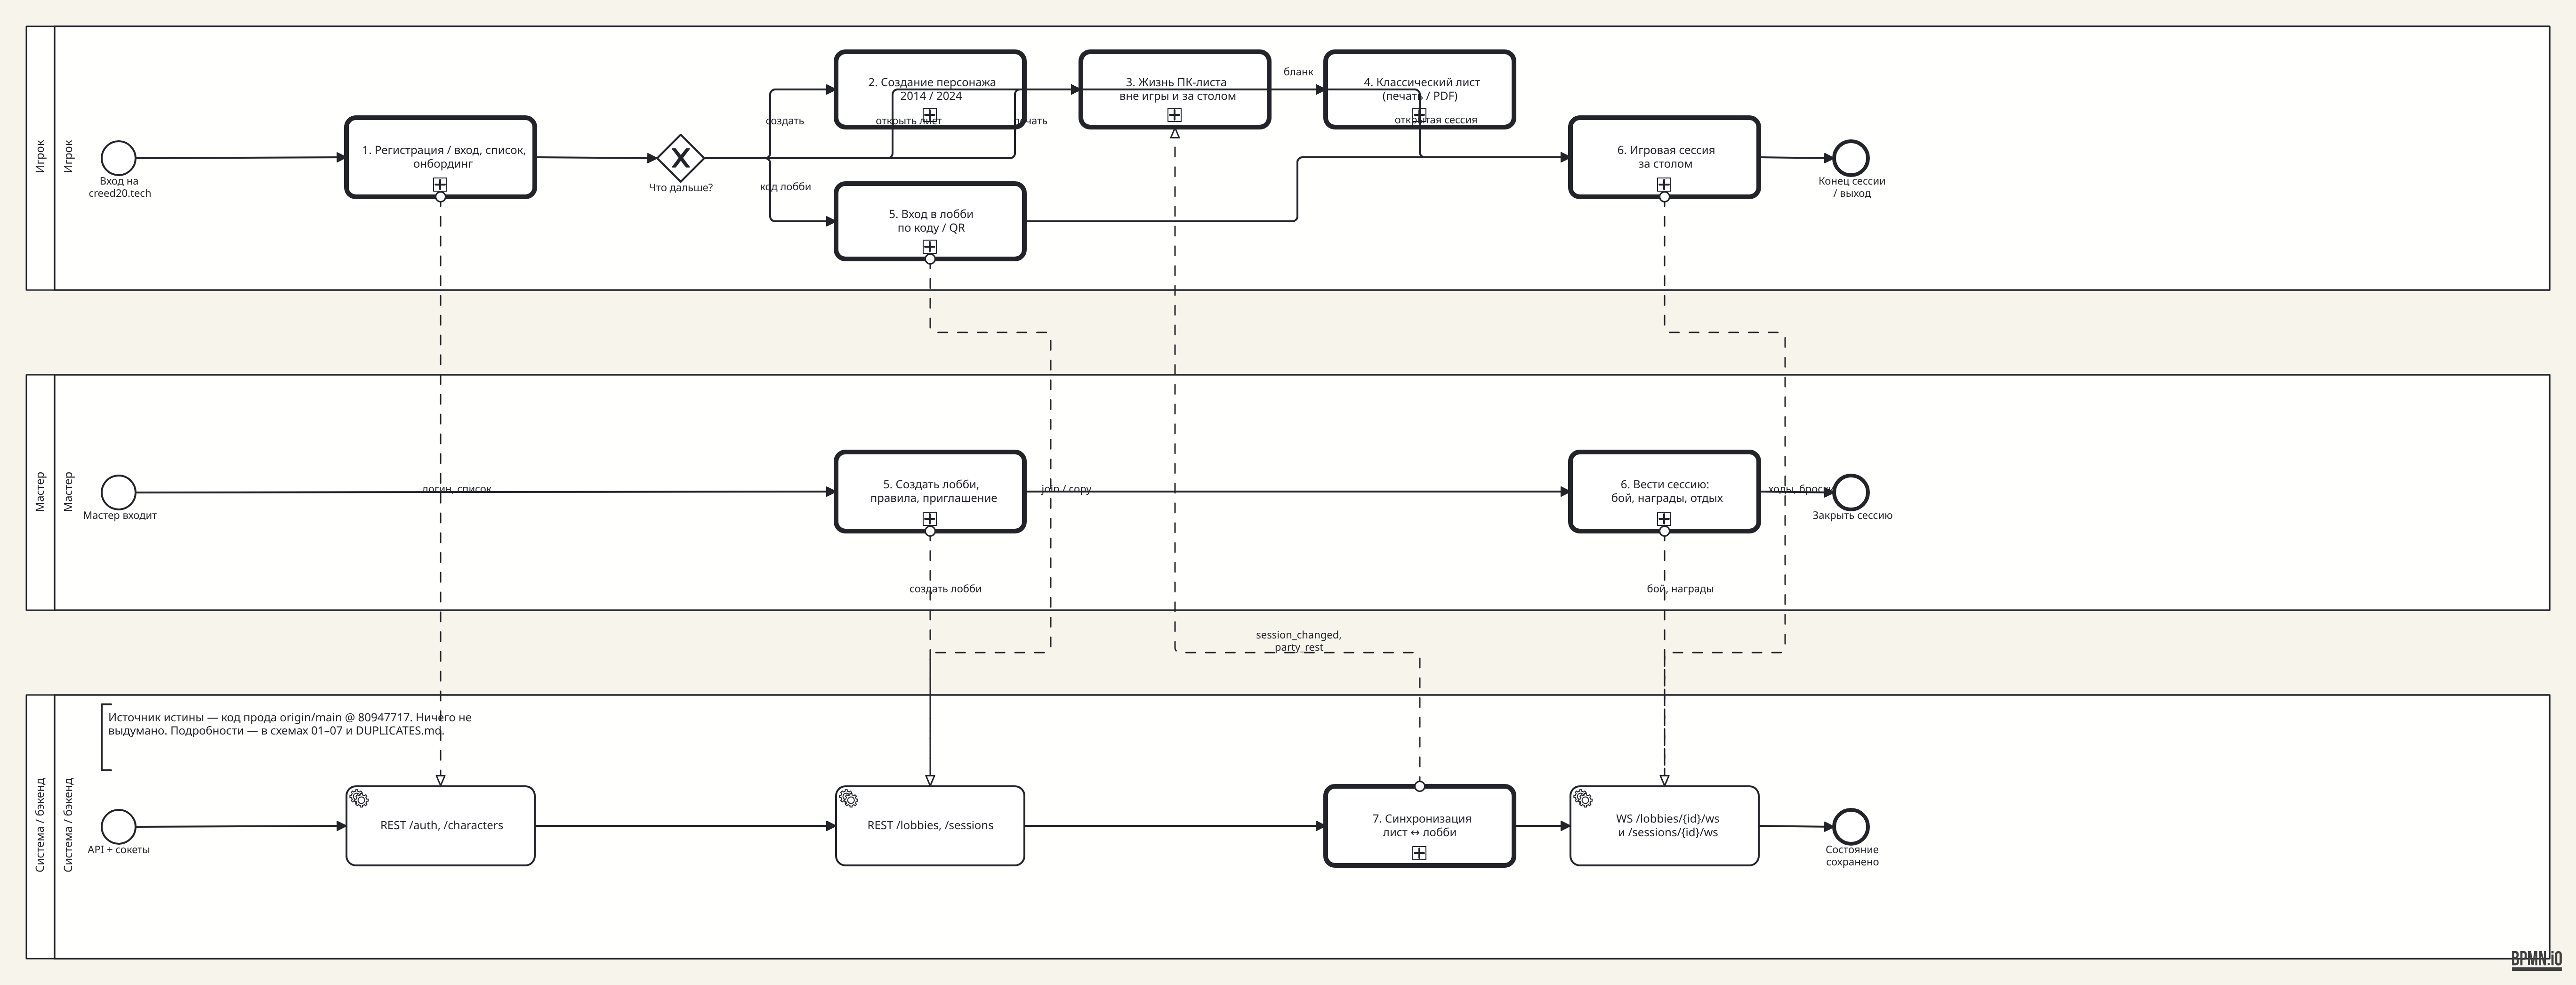 Игрок
Игрок
Вход на
creed20.tech
1. Регистрация / вход, список,
онбординг
Что дальше?
создать
код лобби
2. Создание персонажа
2014 / 2024
открыть лист
печать
3. Жизнь ПК-листа
вне игры и за столом
бланк
4. Классический лист
(печать / PDF)
открытая сессия
5. Вход в лобби
по коду / QR
6. Игровая сессия
за столом
Конец сессии
/ выход
Мастер
Мастер
Мастер входит
логин, список
5. Создать лобби,
правила, приглашение
join / copy
6. Вести сессию:
бой, награды, отдых
ходы, броски
Закрыть сессию
создать лобби
бой, награды
session_changed,
party_rest
Система / бэкенд
Система / бэкенд
Источник истины — код прода origin/main @ 80947717. Ничего не
выдумано. Подробности — в схемах 01–07 и DUPLICATES.md.
API + сокеты
REST /auth, /characters
REST /lobbies, /sessions
7. Синхронизация
лист ↔ лобби
WS /lobbies/{id}/ws
и /sessions/{id}/ws
Состояние
сохранено
BPMN.iO